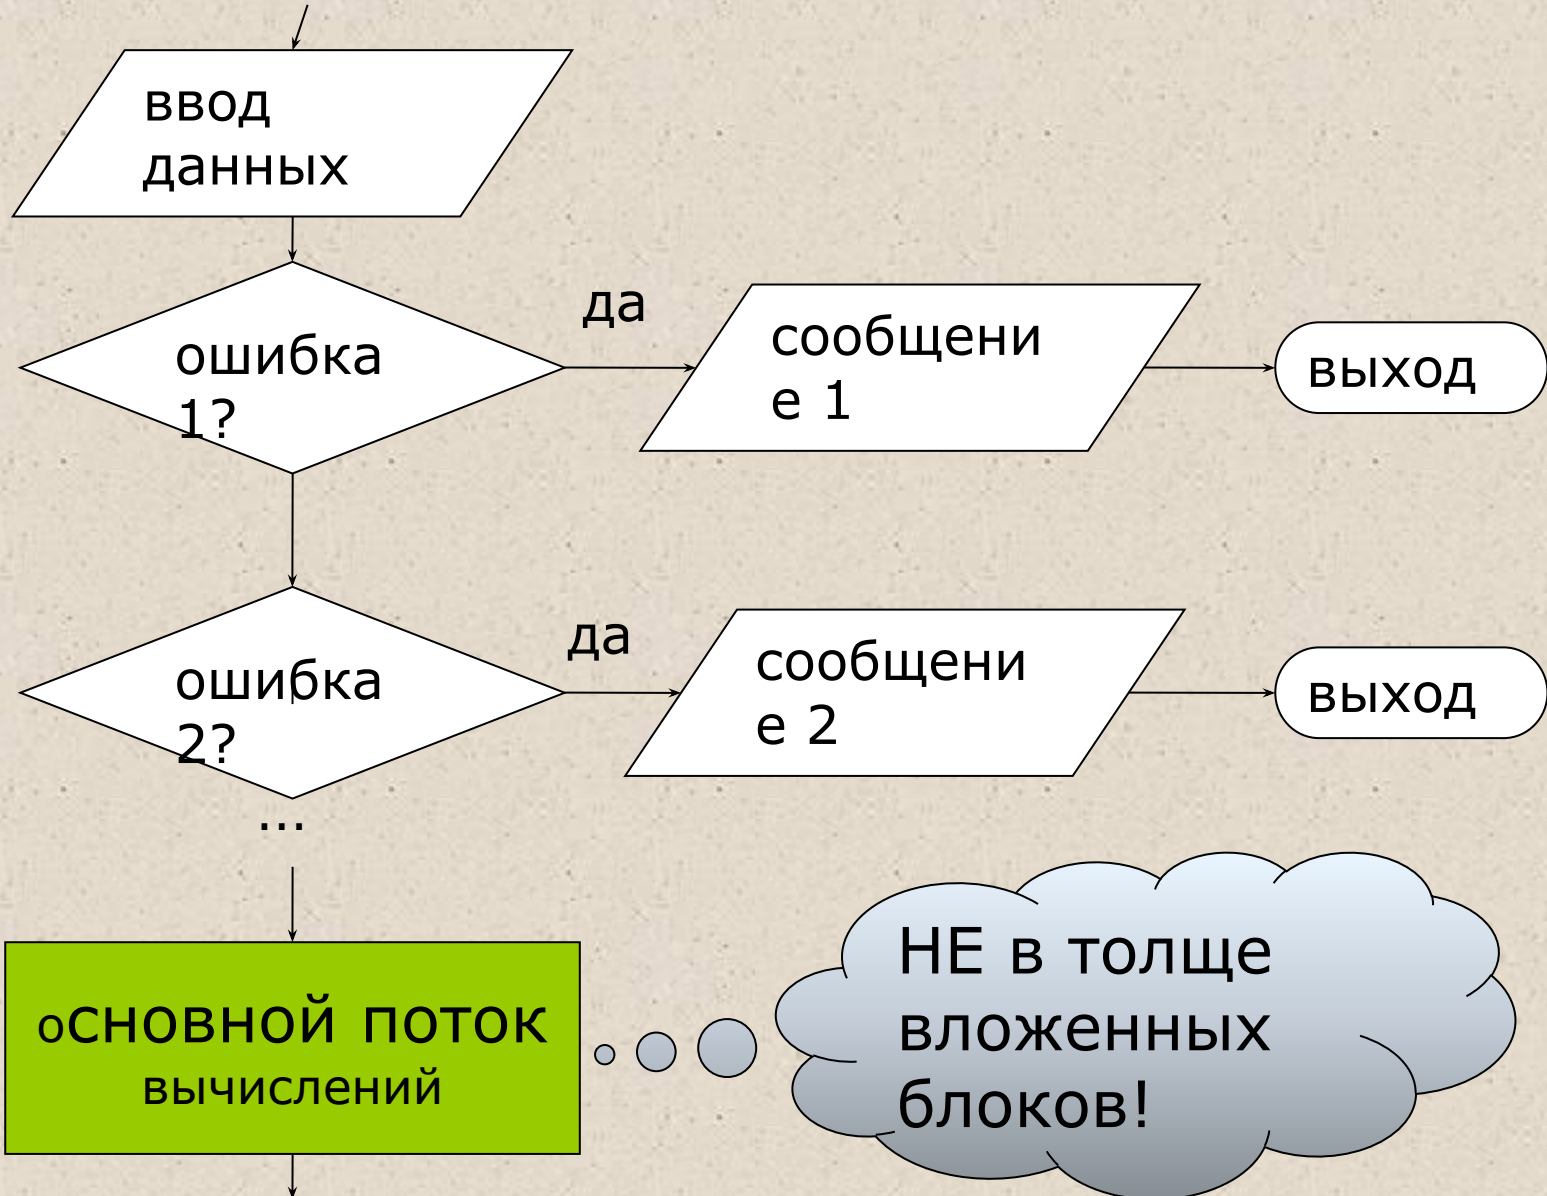 ввод
данных
да
ошибка
1?
сообщени
е 1
выход
да
ошибка
2?
сообщени
е 2
выход
...
основной поток
вычислений
НЕ в толще
вложенных
блоков!